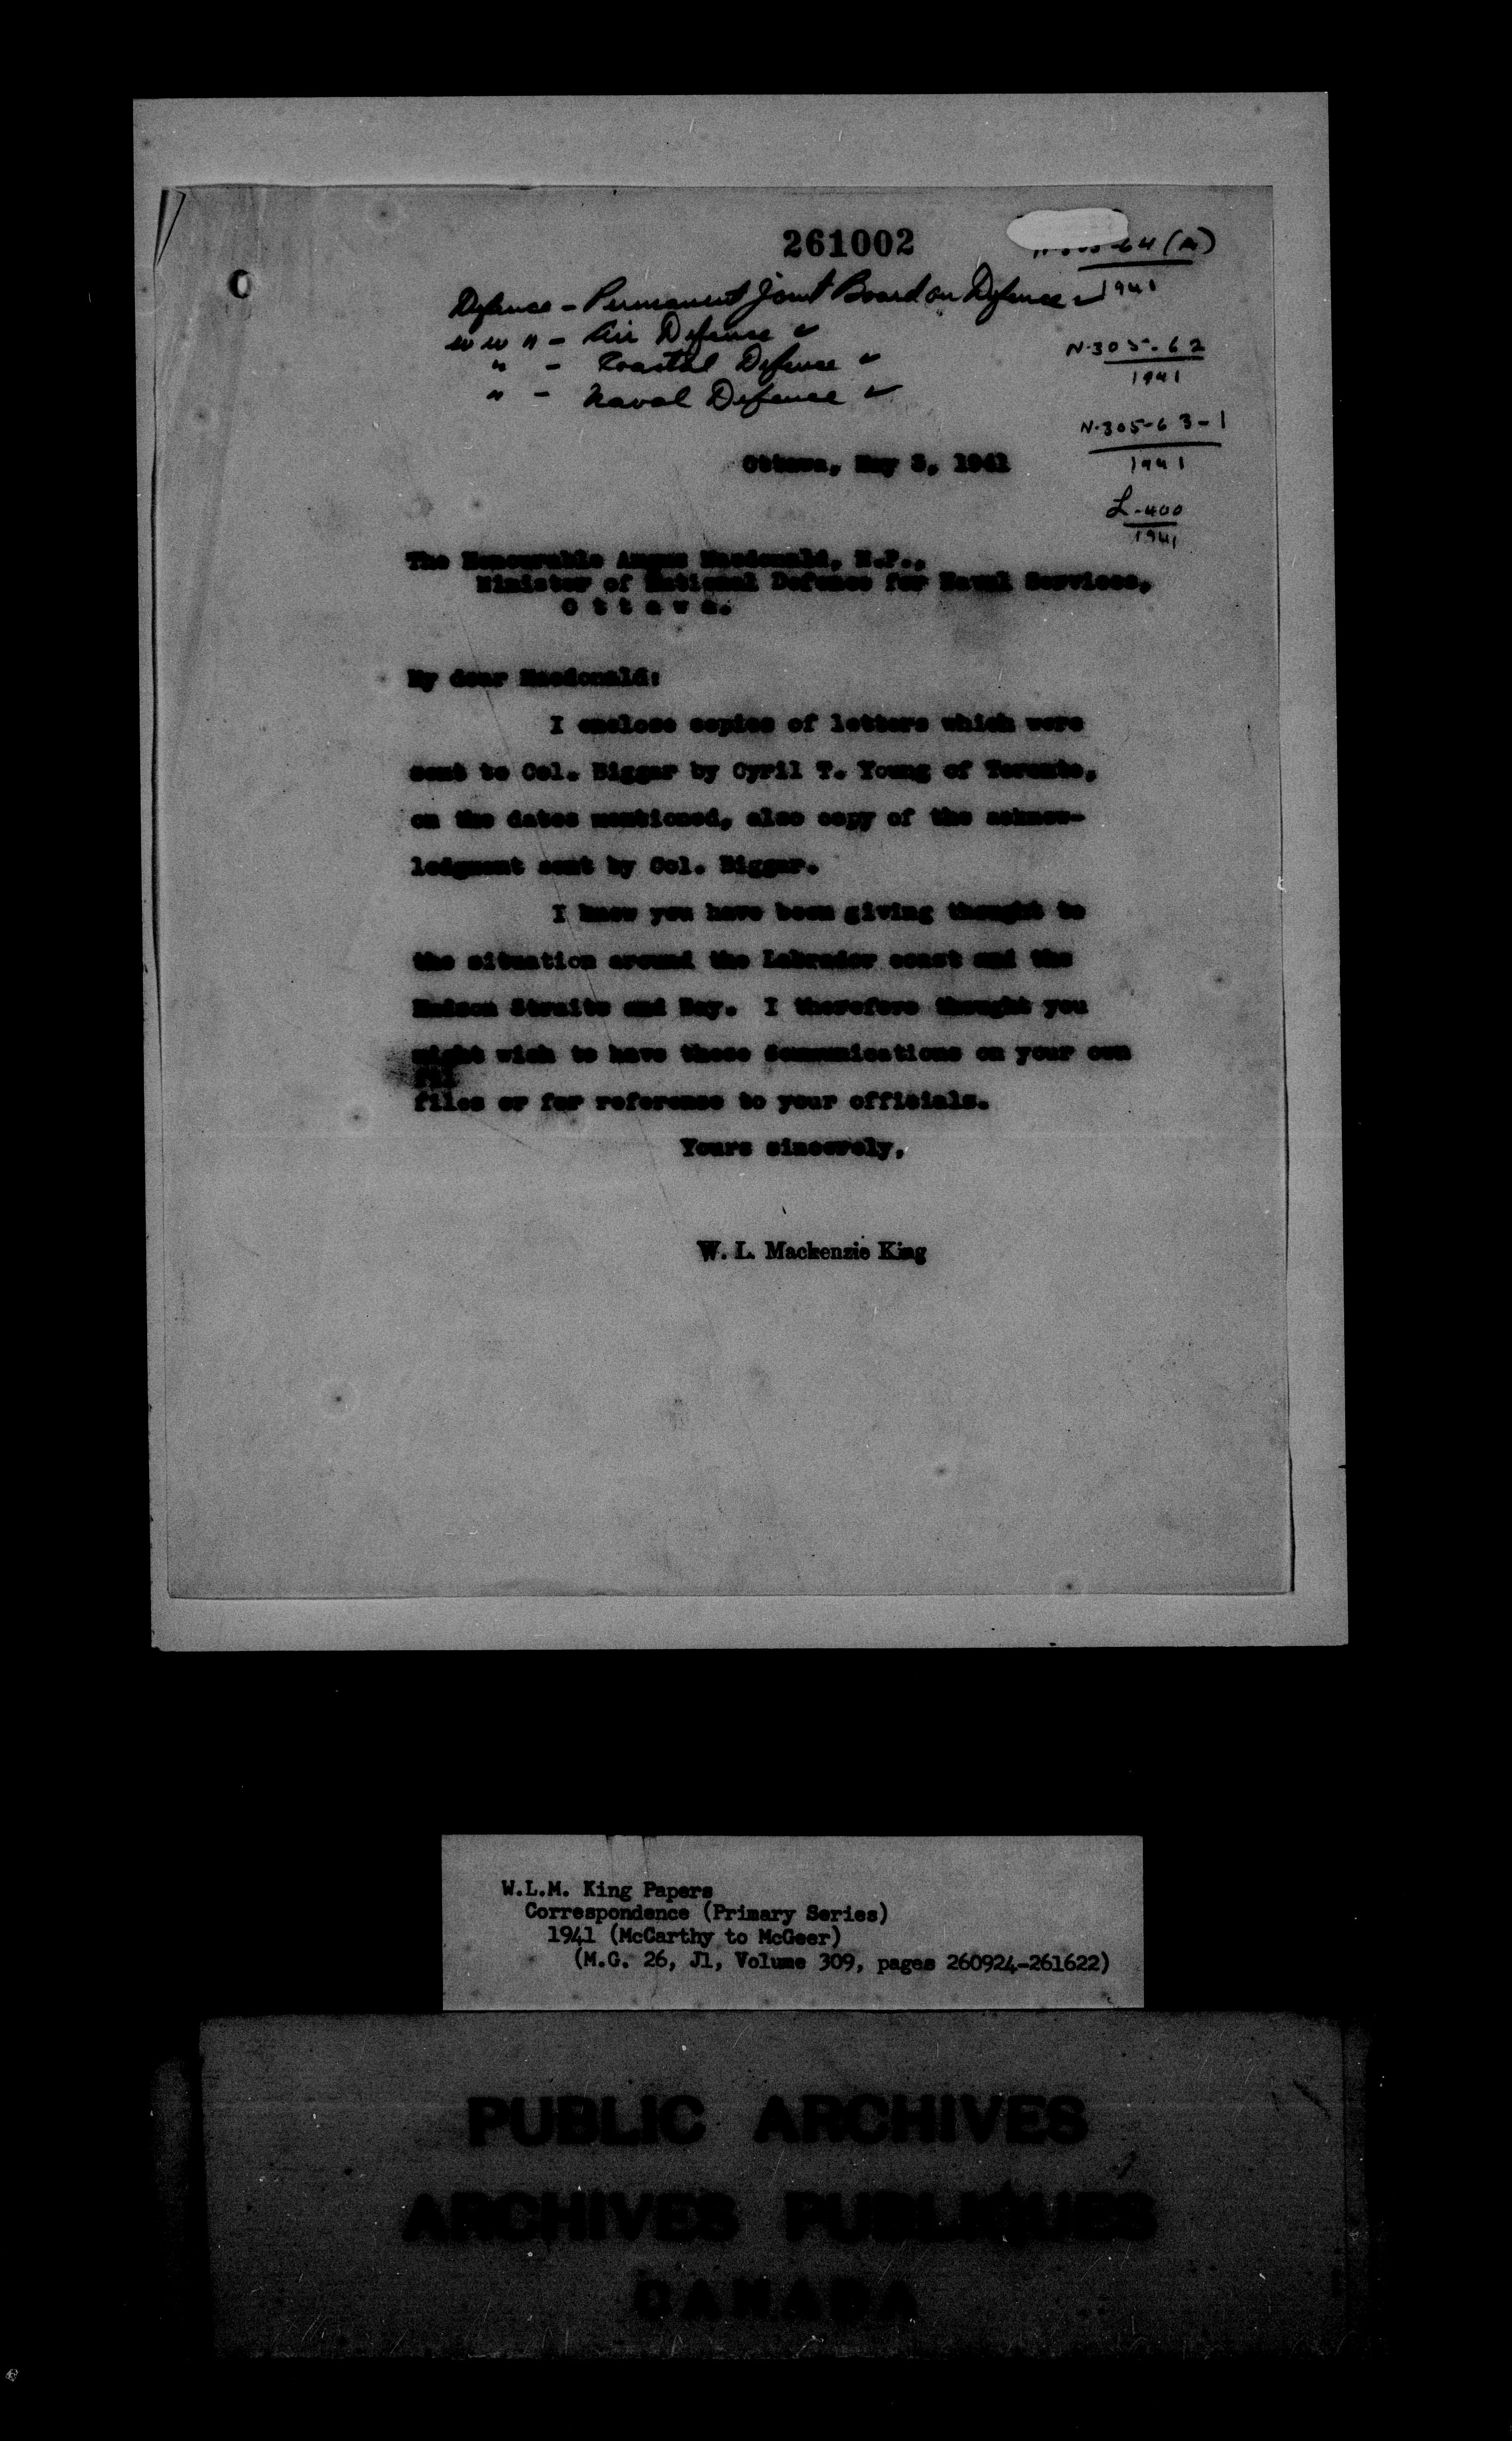 261002
64 (A)
1941
Defence - Permanent Joint Board on Defence ✓
W W II - Air Defence ✓
" - Coastal Defence ✓
" - Naval Defence ✓
N-305-62
1941
N-305-63-1
1941
L-400
1941
Ottawa, May 3, 1941
The Honourable Angus Macdonald, M.P.,
Minister of National Defence for Naval Services,
O t t a w a.
My dear Macdonald:
I enclose copies of letters which were
sent to Col. Biggar by Cyril T. Young of Toronto,
on the dates mentioned, also copy of the acknow-
ledgment sent by Col. Biggar.
I know you have been giving thought to
the situation around the Labrador coast and the
Hudson Straits and Bay. I therefore thought you
might wish to have these communications on your own
fil
files or for reference to your officials.
Yours sincerely,
W. L. Mackenzie King
W.L.M. King Papers
Correspondence (Primary Series)
1941 (McCarthy to McGeer)
(M.G. 26, J1, Volume 309, pages 260924-261622)
PUBLIC ARCHIVES
ARCHIVES PUBLIQUES
CANADA